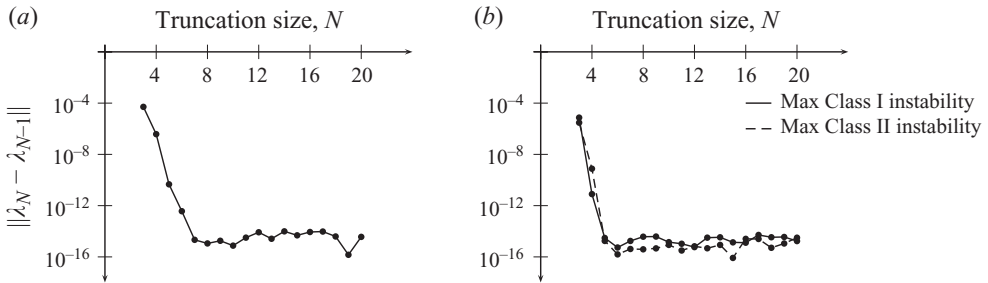 (a)
Truncation size, N
4 8 12 16 20
10⁻⁴
10⁻⁸
10⁻¹²
10⁻¹⁶
||λ_N − λ_{N−1}||
(b)
Truncation size, N
4 8 12 16 20
10⁻⁴
10⁻⁸
10⁻¹²
10⁻¹⁶
Max Class I instability
Max Class II instability